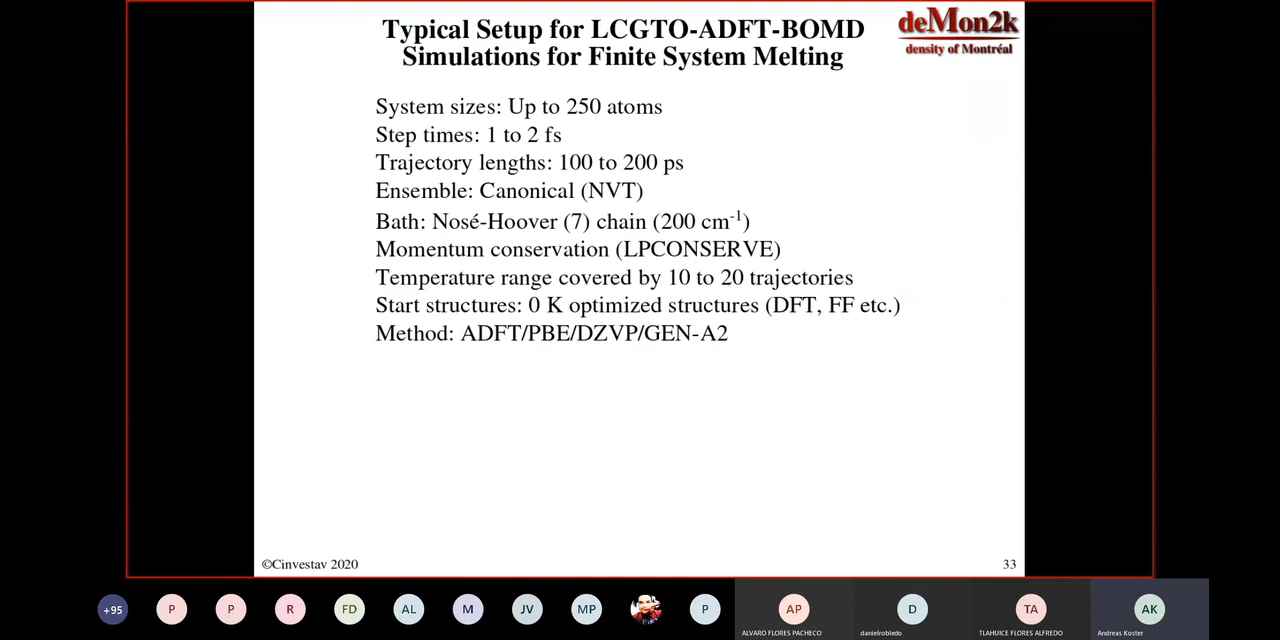 Typical Setup for LCGTO-ADFT-BOMD
Simulations for Finite System Melting
deMon2k
density of Montréal
System sizes: Up to 250 atoms
Step times: 1 to 2 fs
Trajectory lengths: 100 to 200 ps
Ensemble: Canonical (NVT)
Bath: Nosé-Hoover (7) chain (200 cm-1)
Momentum conservation (LPCONSERVE)
Temperature range covered by 10 to 20 trajectories
Start structures: 0 K optimized structures (DFT, FF etc.)
Method: ADFT/PBE/DZVP/GEN-A2
©Cinvestav 2020
33
+95
P
P
R
FD
AL
M
JV
MP
P
AP
D
TA
AK
ALVARO FLORES PACHECO
danielrobledo
TLAHUICE FLORES ALFREDO
Andreas Koster